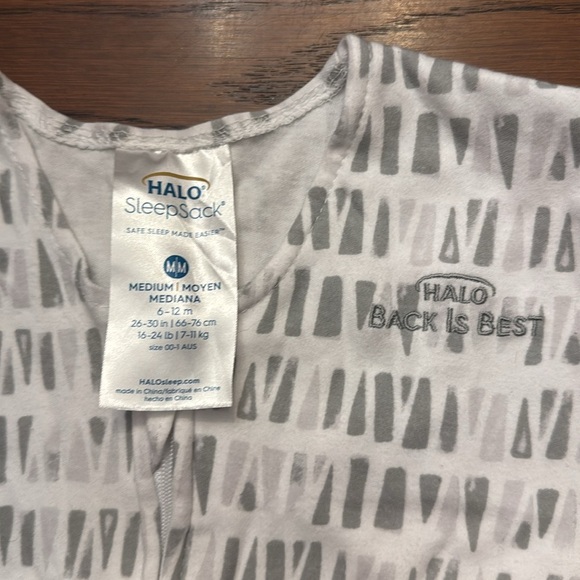 HALO®
SleepSack®
SAFE SLEEP MADE EASIER™
MM
MEDIUM | MOYEN
MEDIANA
6-12 m
26-30 in | 66-76 cm
16-24 lb | 7-11 kg
size 00-1 AUS
HALOsleep.com
made in China/fabriqué en Chine
hecho en China
HALO
BACK IS BEST